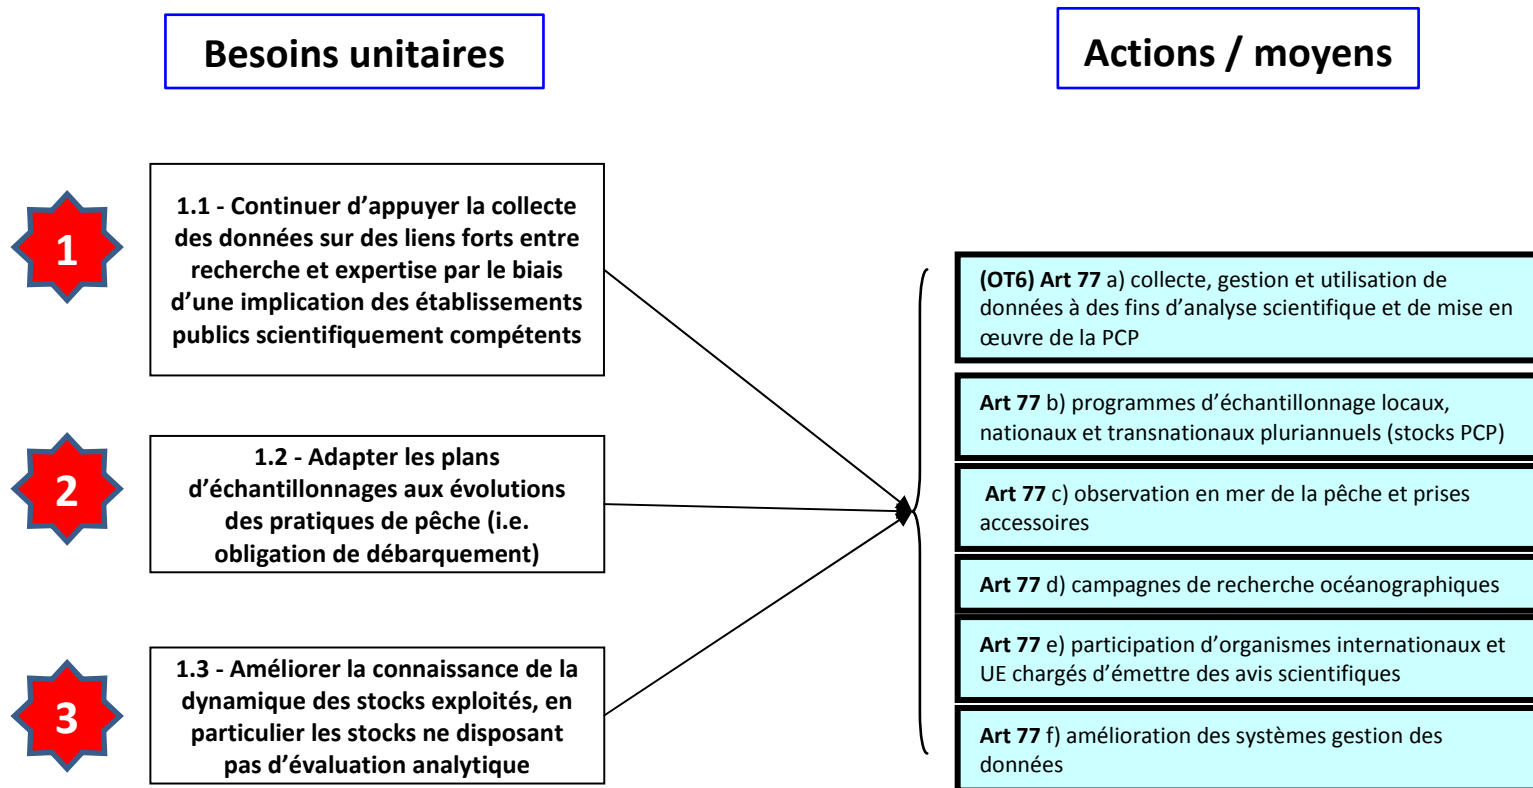 Besoins unitaires
Actions / moyens
1
1.1 - Continuer d’appuyer la collecte
des données sur des liens forts entre
recherche et expertise par le biais
d’une implication des établissements
publics scientifiquement compétents
2
1.2 - Adapter les plans
d’échantillonnages aux évolutions
des pratiques de pêche (i.e.
obligation de débarquement)
3
1.3 - Améliorer la connaissance de la
dynamique des stocks exploités, en
particulier les stocks ne disposant
pas d’évaluation analytique
(OT6) Art 77 a) collecte, gestion et utilisation de
données à des fins d’analyse scientifique et de mise en
œuvre de la PCP
Art 77 b) programmes d’échantillonnage locaux,
nationaux et transnationaux pluriannuels (stocks PCP)
Art 77 c) observation en mer de la pêche et prises
accessoires
Art 77 d) campagnes de recherche océanographiques
Art 77 e) participation d’organismes internationaux et
UE chargés d’émettre des avis scientifiques
Art 77 f) amélioration des systèmes gestion des
données